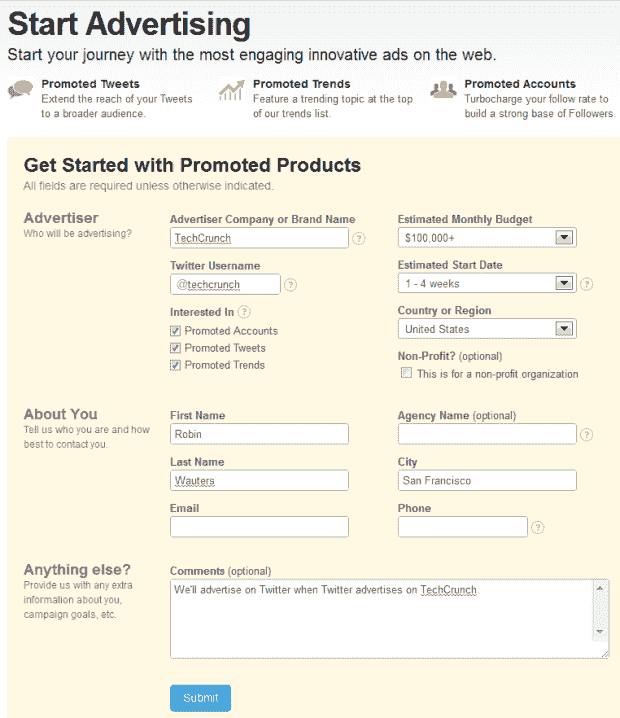 Start Advertising
Start your journey with the most engaging innovative ads on the web.
Promoted Tweets
Extend the reach of your Tweets
to a broader audience.
Promoted Trends
Feature a trending topic at the top
of our trends list.
Promoted Accounts
Turbocharge your follow rate to
build a strong base of Followers.
Get Started with Promoted Products
All fields are required unless otherwise indicated.
Advertiser
Who will be advertising?
Advertiser Company or Brand Name
TechCrunch
?
Twitter Username
@techcrunch
?
Interested In ?
Promoted Accounts
Promoted Tweets
Promoted Trends
Estimated Monthly Budget
$100,000+
Estimated Start Date
1 - 4 weeks
?
Country or Region
United States
Non-Profit? (optional)
This is for a non-profit organization
About You
Tell us who you are and how
best to contact you.
First Name
Robin
Last Name
Wauters
Email
Agency Name (optional)
?
City
San Francisco
Phone
?
Anything else?
Provide us with any extra
information about you,
campaign goals, etc.
Comments (optional)
We'll advertise on Twitter when Twitter advertises on TechCrunch.
Submit